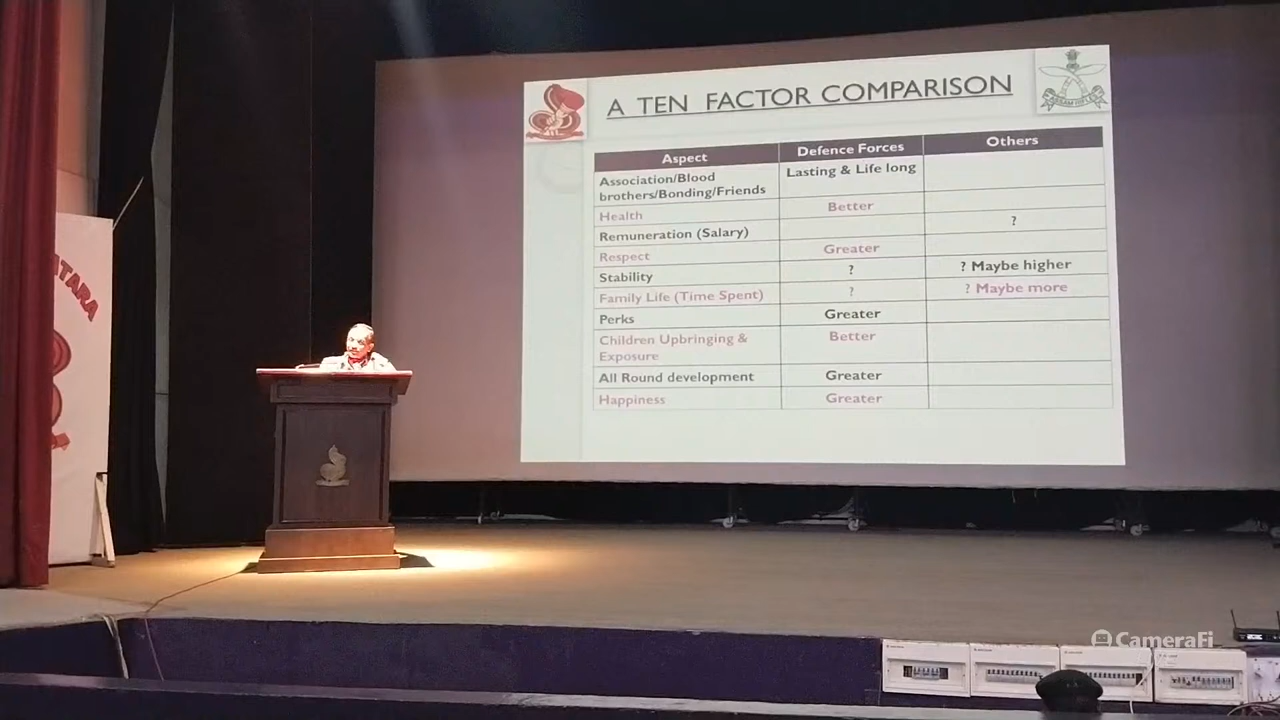 A TEN FACTOR COMPARISON
ASSAM RIFLES
Aspect Defence Forces Others
Association/Blood Lasting & Life long
brothers/Bonding/Friends
Health Better
Remuneration (Salary) ?
Respect Greater
Stability ? ? Maybe higher
Family Life (Time Spent) ? ? Maybe more
Perks Greater
Children Upbringing & Better
Exposure
All Round development Greater
Happiness Greater
CameraFi